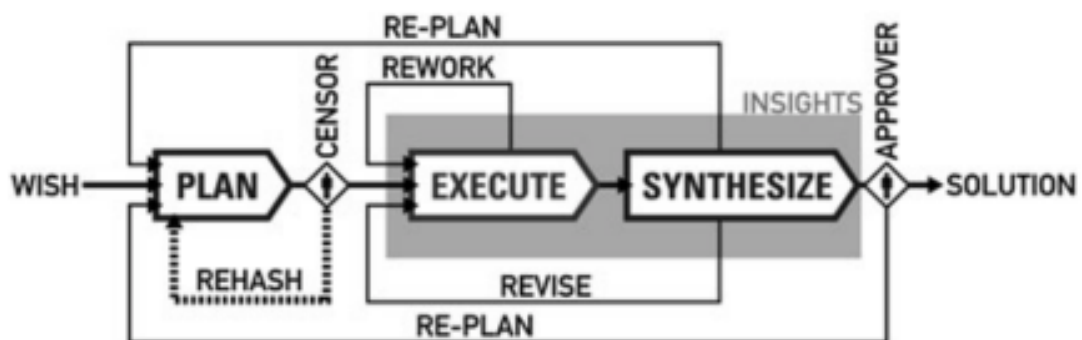 RE-PLAN
REWORK
CENSOR
INSIGHTS
APPROVER
WISH
PLAN
EXECUTE
SYNTHESIZE
SOLUTION
REHASH
REVISE
RE-PLAN